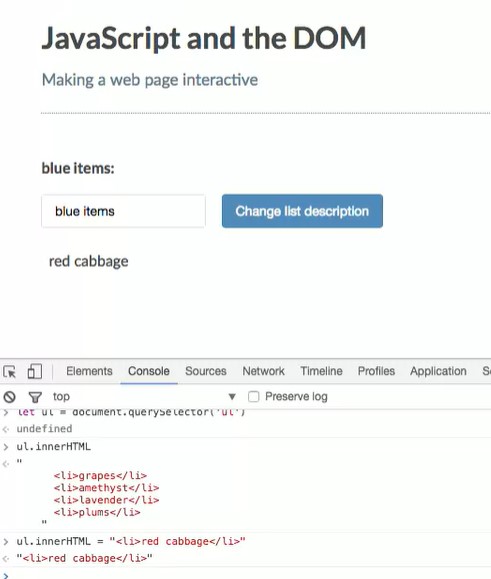 JavaScript and the DOM
Making a web page interactive
blue items:
blue items Change list description
red cabbage
Elements Console Sources Network Timeline Profiles Application S
top ▼ Preserve log
> let ul = document.querySelector('ul')
< undefined
> ul.innerHTML
< "
<li>grapes</li>
<li>amethyst</li>
<li>lavender</li>
<li>plums</li>
"
> ul.innerHTML = "<li>red cabbage</li>"
< "<li>red cabbage</li>"
>